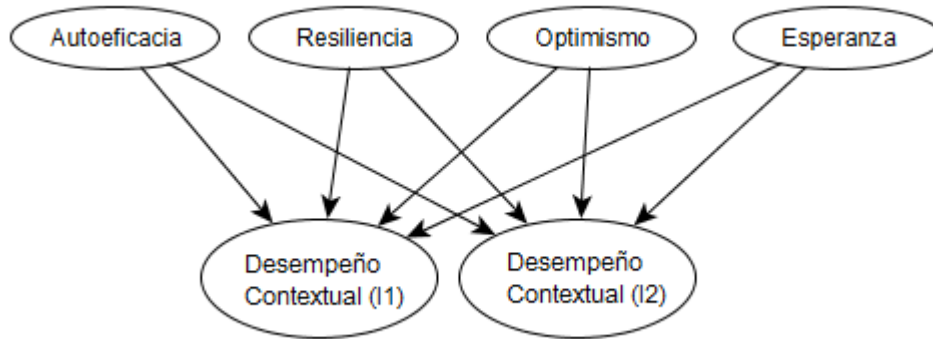 Autoeficacia
Resiliencia
Optimismo
Esperanza
Desempeño
Contextual (I1)
Desempeño
Contextual (I2)